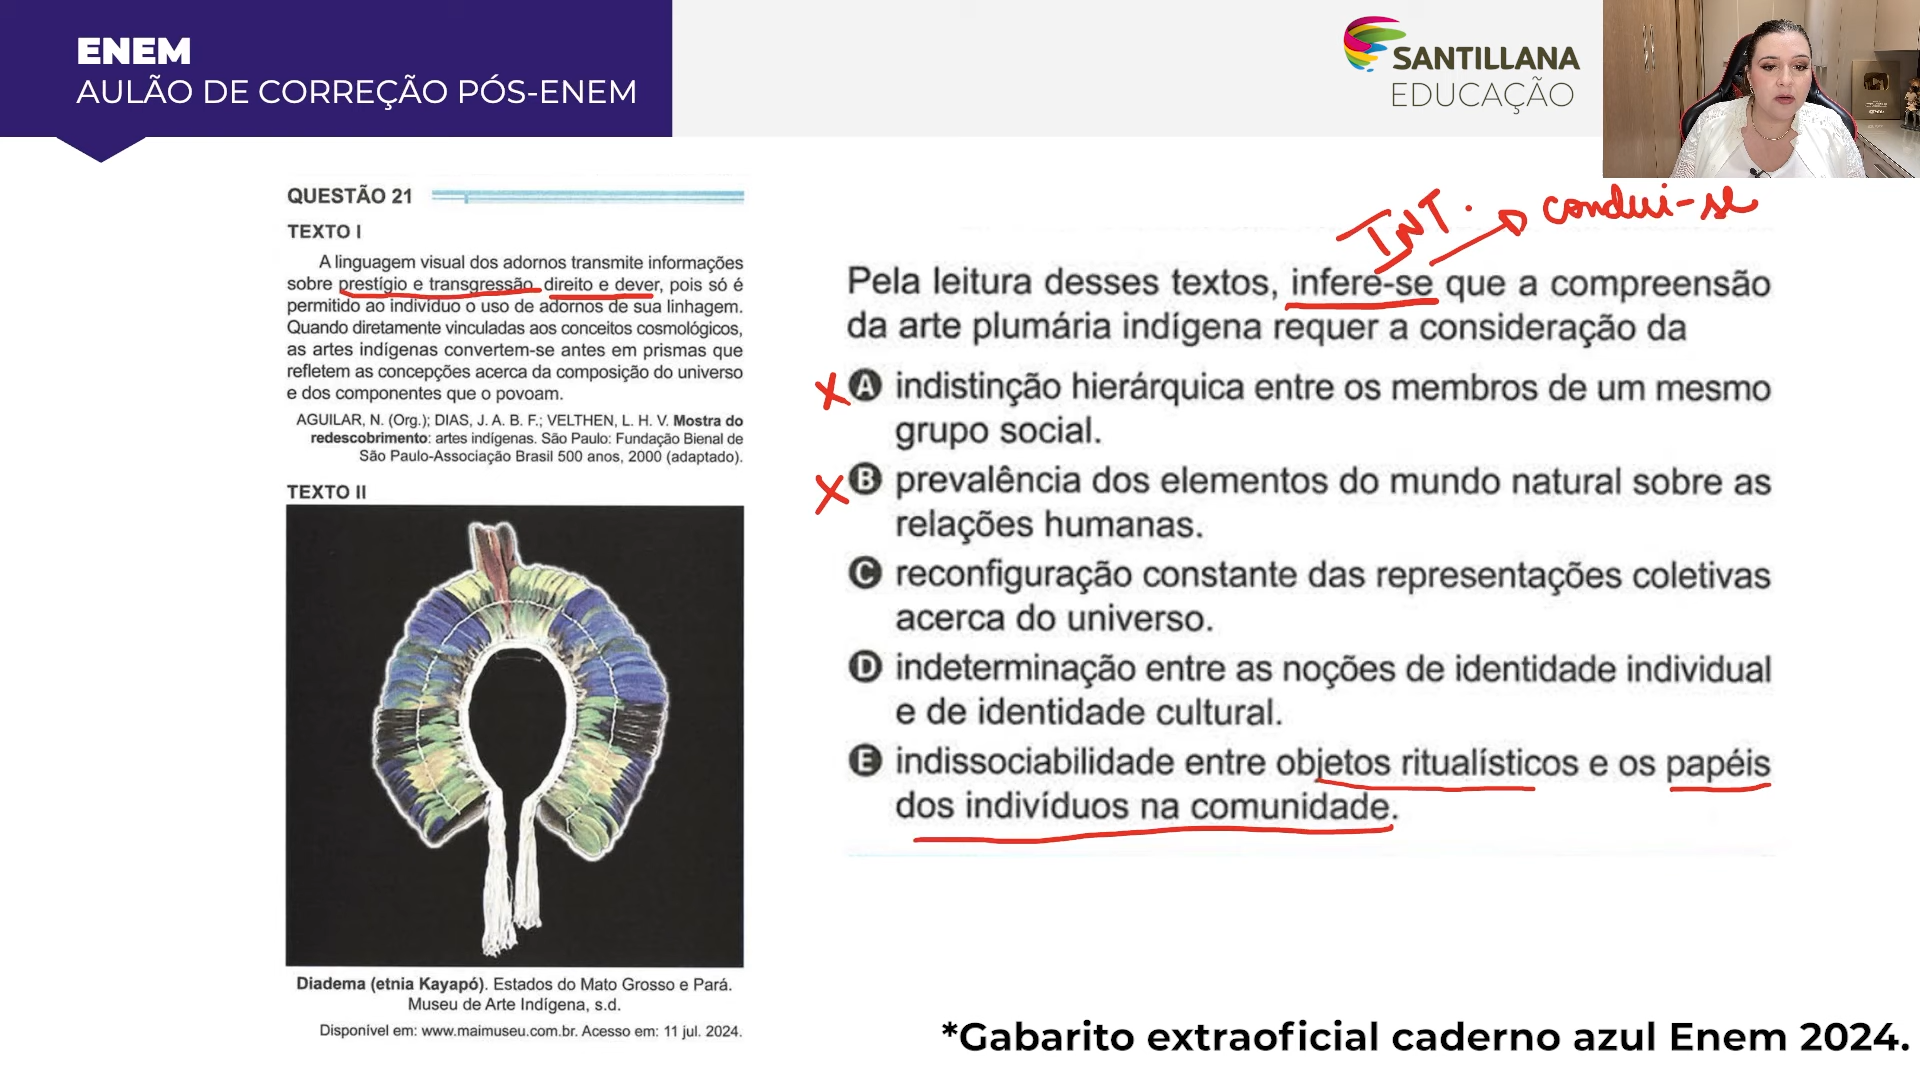 ENEM
AULÃO DE CORREÇÃO PÓS-ENEM
SANTILLANA
EDUCAÇÃO
QUESTÃO 21
TEXTO I
A linguagem visual dos adornos transmite informações
sobre prestígio e transgressão, direito e dever, pois só é
permitido ao indivíduo o uso de adornos de sua linhagem.
Quando diretamente vinculadas aos conceitos cosmológicos,
as artes indígenas convertem-se antes em prismas que
refletem as concepções acerca da composição do universo
e dos componentes que o povoam.
AGUILAR, N. (Org.); DIAS, J. A. B. F.; VELTHEN, L. H. V. Mostra do
redescobrimento: artes indígenas. São Paulo: Fundação Bienal de
São Paulo-Associação Brasil 500 anos, 2000 (adaptado).
TEXTO II
Diadema (etnia Kayapó). Estados do Mato Grosso e Pará.
Museu de Arte Indígena, s.d.
Disponível em: www.maimuseu.com.br. Acesso em: 11 jul. 2024.
INT. conclui-se
Pela leitura desses textos, infere-se que a compreensão
da arte plumária indígena requer a consideração da
X A indistinção hierárquica entre os membros de um mesmo
grupo social.
X B prevalência dos elementos do mundo natural sobre as
relações humanas.
C reconfiguração constante das representações coletivas
acerca do universo.
D indeterminação entre as noções de identidade individual
e de identidade cultural.
E indissociabilidade entre objetos ritualísticos e os papéis
dos indivíduos na comunidade.
*Gabarito extraoficial caderno azul Enem 2024.